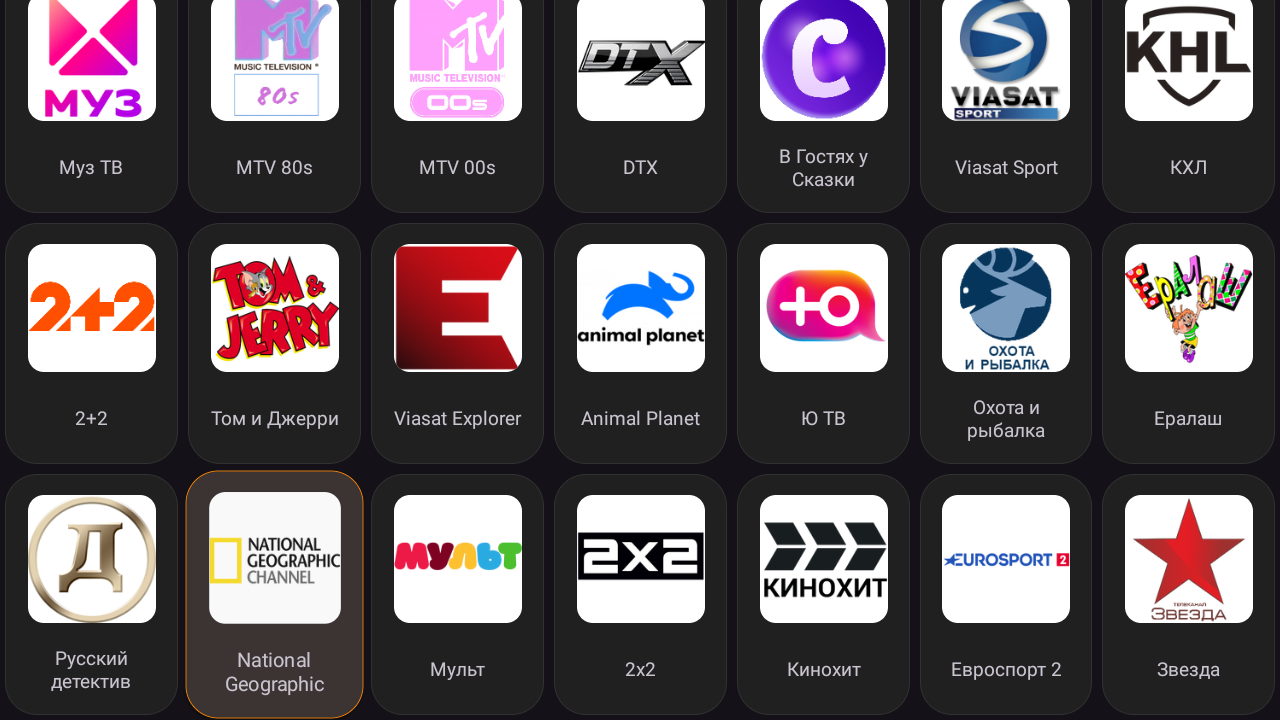 МУЗ
MUSIC TELEVISION
80s
MUSIC TELEVISION
00s
DTX
C
VIASAT
SPORT
KHL
Муз ТВ
MTV 80s
MTV 00s
DTX
В Гостях у
Сказки
Viasat Sport
КХЛ
2+2
TOM &
JERRY
E
animal planet
Ю
ОХОТА
И РЫБАЛКА
Ералаш
2+2
Том и Джерри
Viasat Explorer
Animal Planet
Ю ТВ
Охота и
рыбалка
Ералаш
Д
NATIONAL
GEOGRAPHIC
CHANNEL
МУЛЬТ
2x2
КИНОХИТ
EUROSPORT 2
ТЕЛЕКАНАЛ
ЗВЕЗДА
Русский
детектив
National
Geographic
Мульт
2x2
Кинохит
Евроспорт 2
Звезда